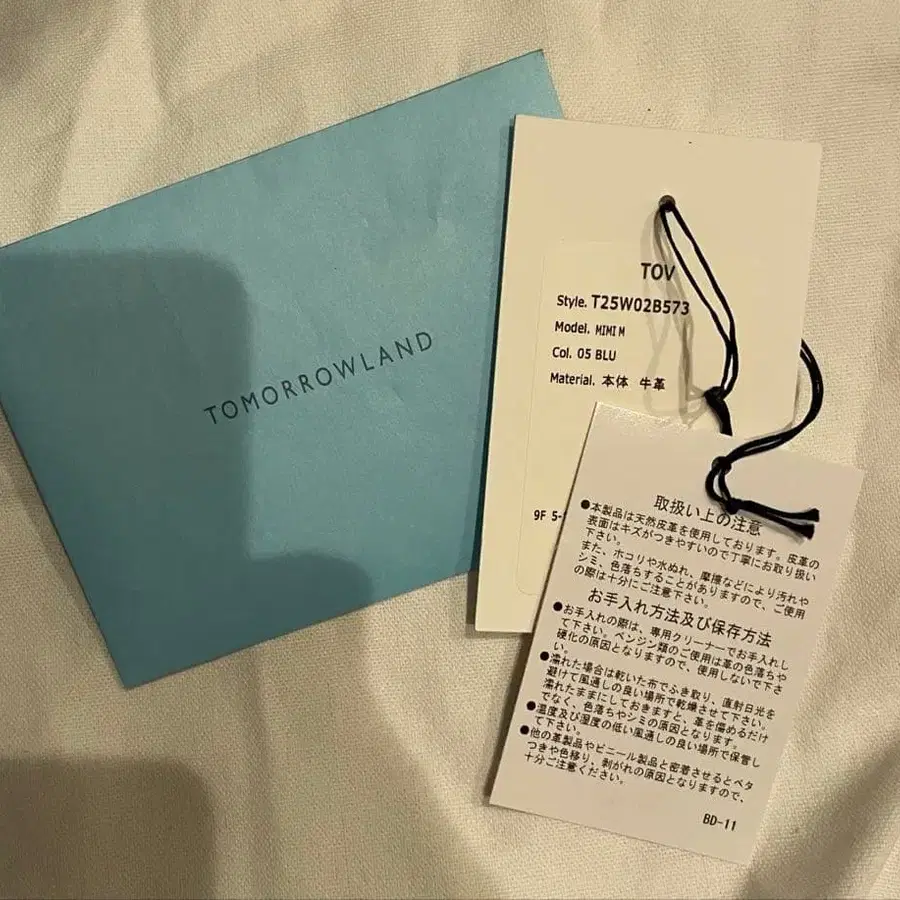 TOMORROWLAND
TOV
Style. T25W02B573
Model. MIMI M
Col. 05 BLU
Material. 本体 牛革
9F 5-
取扱い上の注意
●本製品は天然皮革を使用しております。皮革の
表面はキズがつきやすいので丁寧にお取り扱い
下さい。
また、ホコリや水ぬれ、摩擦などにより汚れや
シミ、色落ちすることがありますので、ご使用
の際は十分にご注意下さい。
お手入れ方法及び保存方法
●お手入れの際は、専用クリーナーでお手入れし
て下さい。ベンジン類のご使用は革の色落ちや
硬化の原因となりますので、使用しないで下さ
い。
●濡れた場合は乾いた布でふき取り、直射日光を
避けて風通しの良い場所で乾燥させて下さい。
濡れたままにしておきますと、革を傷めるだけ
でなく、色落ちやシミの原因となります。
●温度及び湿度の低い風通しの良い場所で保管し
て下さい。
●他の革製品やビニール製品と密着させるとベタ
つきや色移り、剥がれの原因となりますので、
十分ご注意ください。
BD-11